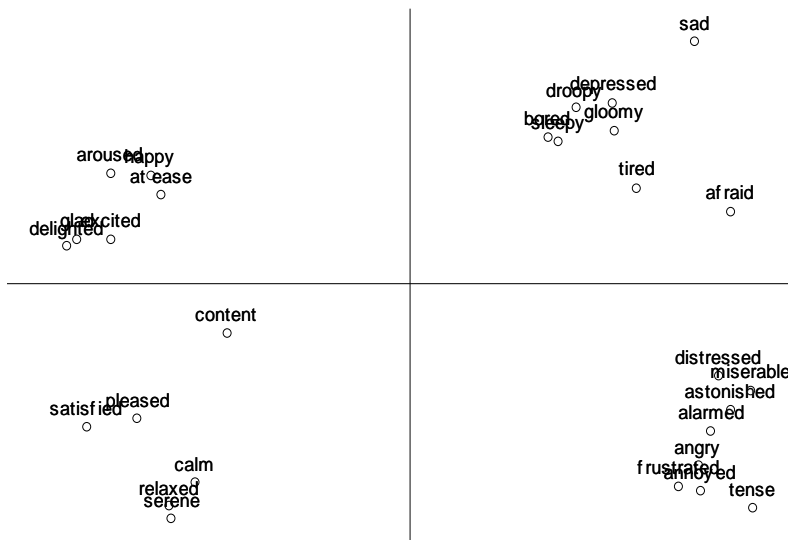 sad
depressed
droopy
gloomy
bored
sleepy
aroused
happy
at ease
tired
afraid
glad
excited
delighted
content
distressed
miserable
astonished
satisfied
pleased
alarmed
angry
calm
frustrated
annoyed
relaxed
tense
serene